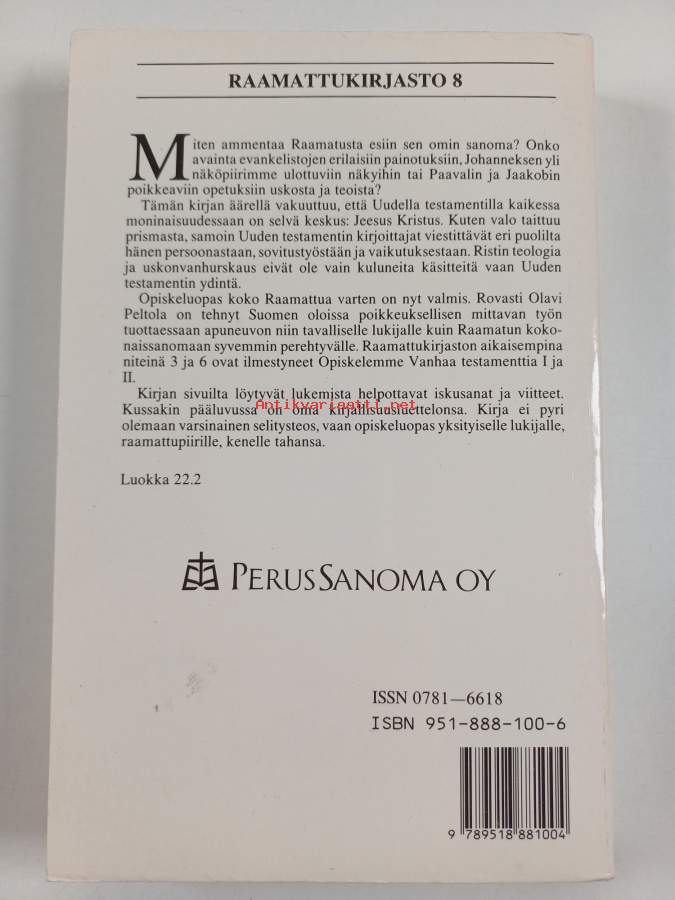 RAAMATTUKIRJASTO 8
Miten ammentaa Raamatusta esiin sen omin sanoma? Onko
avainta evankelistojen erilaisiin painotuksiin, Johanneksen yli
näköpiirimme ulottuviin näkyihin tai Paavalin ja Jaakobin
poikkeaviin opetuksiin uskosta ja teoista?
Tämän kirjan äärellä vakuuttuu, että Uudella testamentilla kaikessa
moninaisuudessaan on selvä keskus: Jeesus Kristus. Kuten valo taittuu
prismasta, samoin Uuden testamentin kirjoittajat viestittävät eri puolilta
hänen persoonastaan, sovitustyöstään ja vaikutuksestaan. Ristin teologia
ja uskonvanhurskaus eivät ole vain kuluneita käsitteitä vaan Uuden
testamentin ydintä.
Opiskeluopas koko Raamattua varten on nyt valmis. Rovasti Olavi
Peltola on tehnyt Suomen oloissa poikkeuksellisen mittavan työn
tuottaessaan apuneuvon niin tavalliselle lukijalle kuin Raamatun koko-
naissanomaan syvemmin perehtyvälle. Raamattukirjaston aikaisempina
niteinä 3 ja 6 ovat ilmestyneet Opiskelemme Vanhaa testamenttia I ja
II.
Kirjan sivuilta löytyvät lukemista helpottavat iskusanat ja viitteet.
Antikvariaatti.net
Kussakin pääluvussa on oma kirjallisuusluettelonsa. Kirja ei pyri
olemaan varsinainen selitysteos, vaan opiskeluopas yksityiselle lukijalle,
raamattupiirille, kenelle tahansa.
Luokka 22.2
PERUSSANOMA OY
ISSN 0781—6618
ISBN 951-888-100-6
9 789518 881004